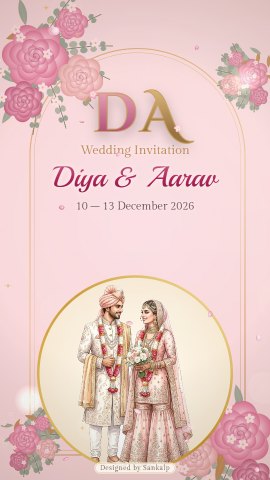 DA
Wedding Invitation
Diya & Aarav
10 — 13 December 2026
Designed by Sankalp